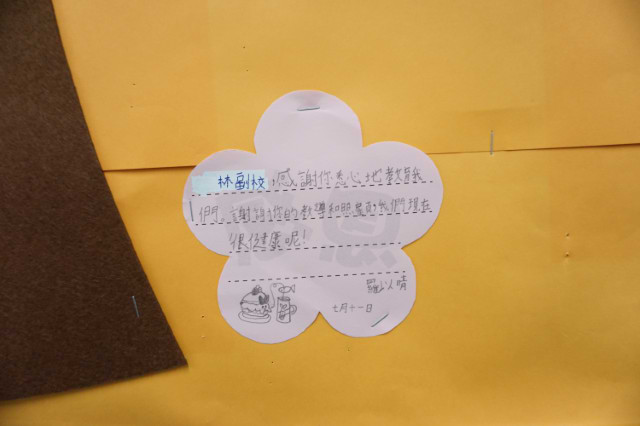 林副校,感謝你悉心地教育我
們。謝謝你的教導和照顧,我們現在
很健康呢!
羅以晴
七月十一日